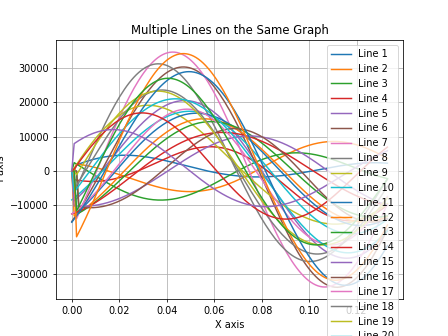 Multiple Lines on the Same Graph
30000
20000
10000
0
−10000
−20000
−30000
axis
0.00
0.02
0.04
0.06
0.08
0.10
X axis
Line 1
Line 2
Line 3
Line 4
Line 5
Line 6
Line 7
Line 8
Line 9
Line 10
Line 11
Line 12
Line 13
Line 14
Line 15
Line 16
Line 17
Line 18
Line 19
Line 20